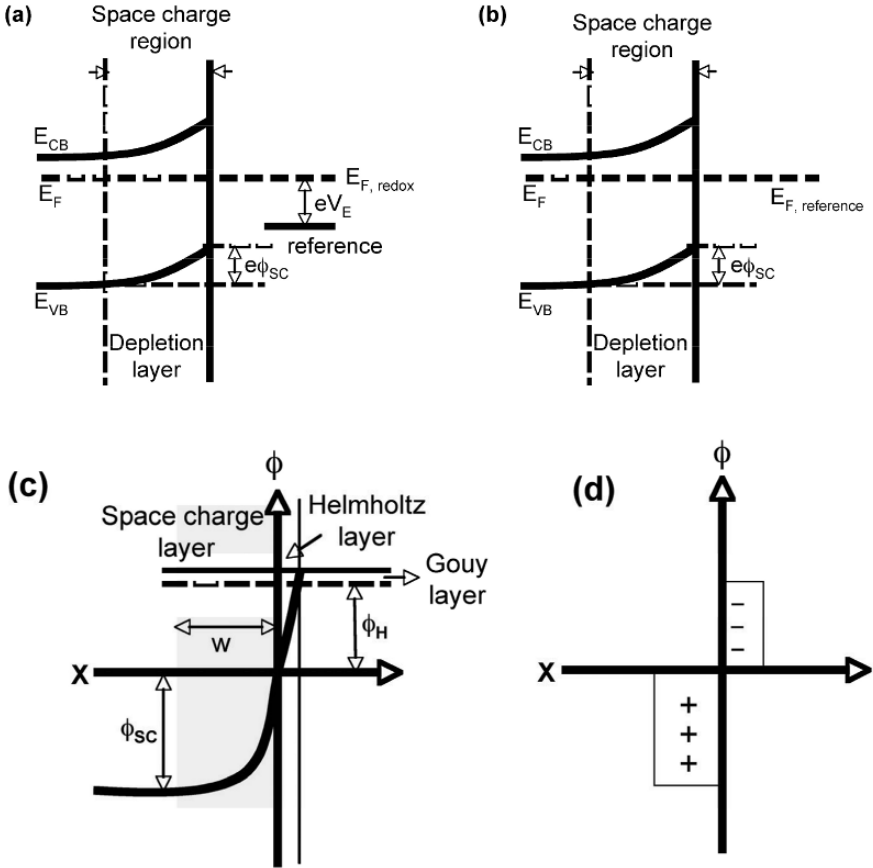 (a)
Space charge
region
E_CB
E_F
E_F, redox
eV_E
reference
eϕ_SC
E_VB
Depletion
layer
(b)
Space charge
region
E_CB
E_F
E_F, reference
eϕ_SC
E_VB
Depletion
layer
(c)
ϕ
Space charge
layer
Helmholtz
layer
Gouy
layer
ϕ_H
w
X
ϕ_SC
(d)
ϕ
−
−
−
X
+
+
+